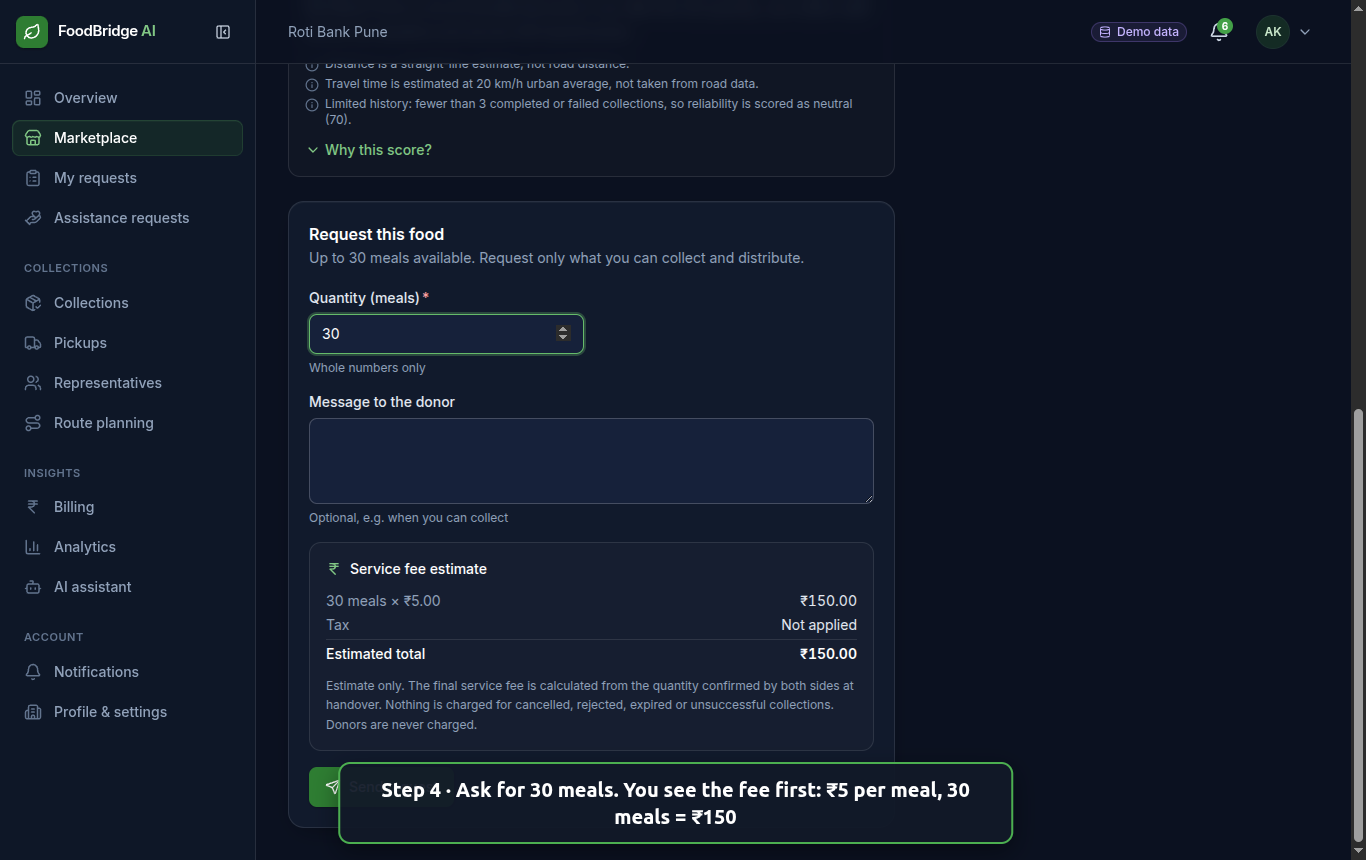 FoodBridge AI
Roti Bank Pune
Demo data
6
AK
Overview
Marketplace
My requests
Assistance requests
COLLECTIONS
Collections
Pickups
Representatives
Route planning
INSIGHTS
Billing
Analytics
AI assistant
ACCOUNT
Notifications
Profile & settings
Distance is a straight-line estimate, not road distance.
Travel time is estimated at 20 km/h urban average, not taken from road data.
Limited history: fewer than 3 completed or failed collections, so reliability is scored as neutral
(70).
Why this score?
Request this food
Up to 30 meals available. Request only what you can collect and distribute.
Quantity (meals) *
30
Whole numbers only
Message to the donor
Optional, e.g. when you can collect
₹ Service fee estimate
30 meals × ₹5.00 ₹150.00
Tax Not applied
Estimated total ₹150.00
Estimate only. The final service fee is calculated from the quantity confirmed by both sides at
handover. Nothing is charged for cancelled, rejected, expired or unsuccessful collections.
Donors are never charged.
Step 4 · Ask for 30 meals. You see the fee first: ₹5 per meal, 30
meals = ₹150